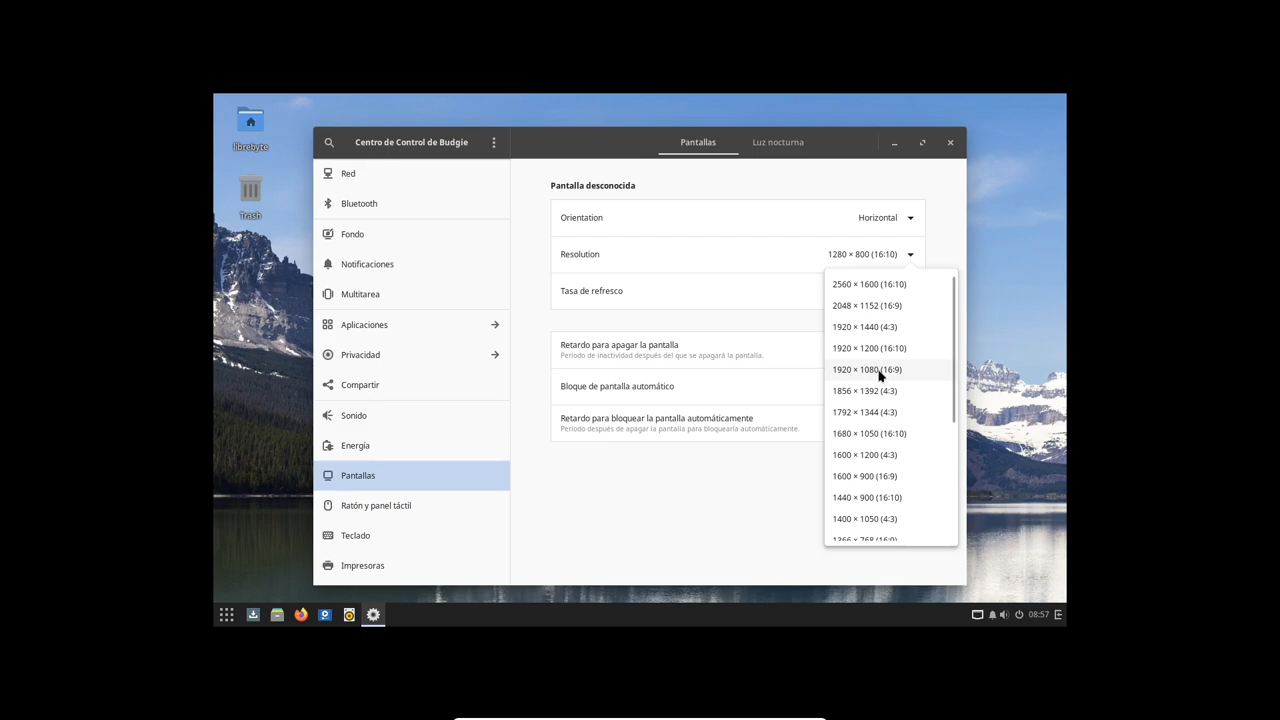 librebyte
Trash
Centro de Control de Budgie
Pantallas
Luz nocturna
Red
Bluetooth
Fondo
Notificaciones
Multitarea
Aplicaciones
Privacidad
Compartir
Sonido
Energía
Pantallas
Ratón y panel táctil
Teclado
Impresoras
Pantalla desconocida
Orientation
Horizontal
Resolution
1280 × 800 (16:10)
Tasa de refresco
Retardo para apagar la pantalla
Periodo de inactividad después del que se apagará la pantalla.
Bloque de pantalla automático
Retardo para bloquear la pantalla automáticamente
Periodo después de apagar la pantalla para bloquearla automáticamente.
2560 × 1600 (16:10)
2048 × 1152 (16:9)
1920 × 1440 (4:3)
1920 × 1200 (16:10)
1920 × 1080 (16:9)
1856 × 1392 (4:3)
1792 × 1344 (4:3)
1680 × 1050 (16:10)
1600 × 1200 (4:3)
1600 × 900 (16:9)
1440 × 900 (16:10)
1400 × 1050 (4:3)
1366 × 768 (16:9)
08:57